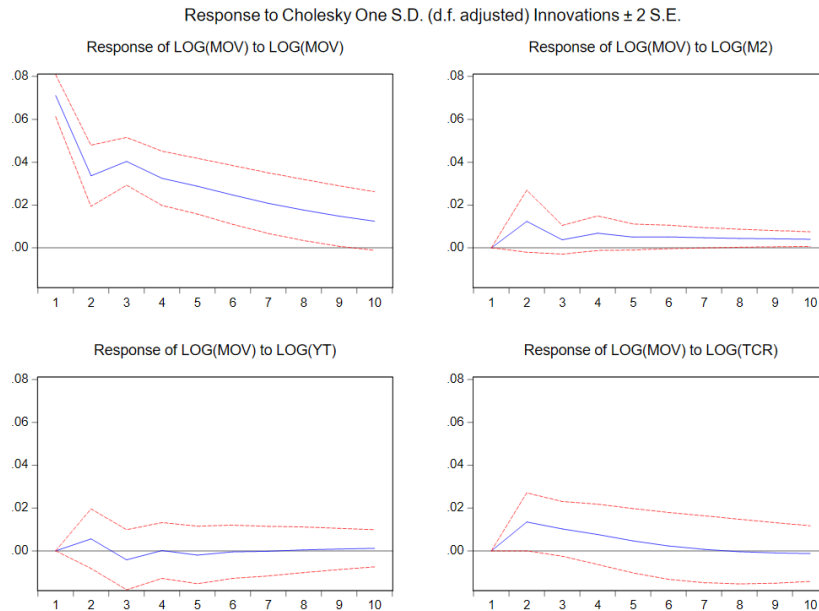 Response to Cholesky One S.D. (d.f. adjusted) Innovations ± 2 S.E.
Response of LOG(MOV) to LOG(MOV)
.08
.06
.04
.02
.00
1 2 3 4 5 6 7 8 9 10
Response of LOG(MOV) to LOG(M2)
.08
.06
.04
.02
.00
1 2 3 4 5 6 7 8 9 10
Response of LOG(MOV) to LOG(YT)
.08
.06
.04
.02
.00
1 2 3 4 5 6 7 8 9 10
Response of LOG(MOV) to LOG(TCR)
.08
.06
.04
.02
.00
1 2 3 4 5 6 7 8 9 10